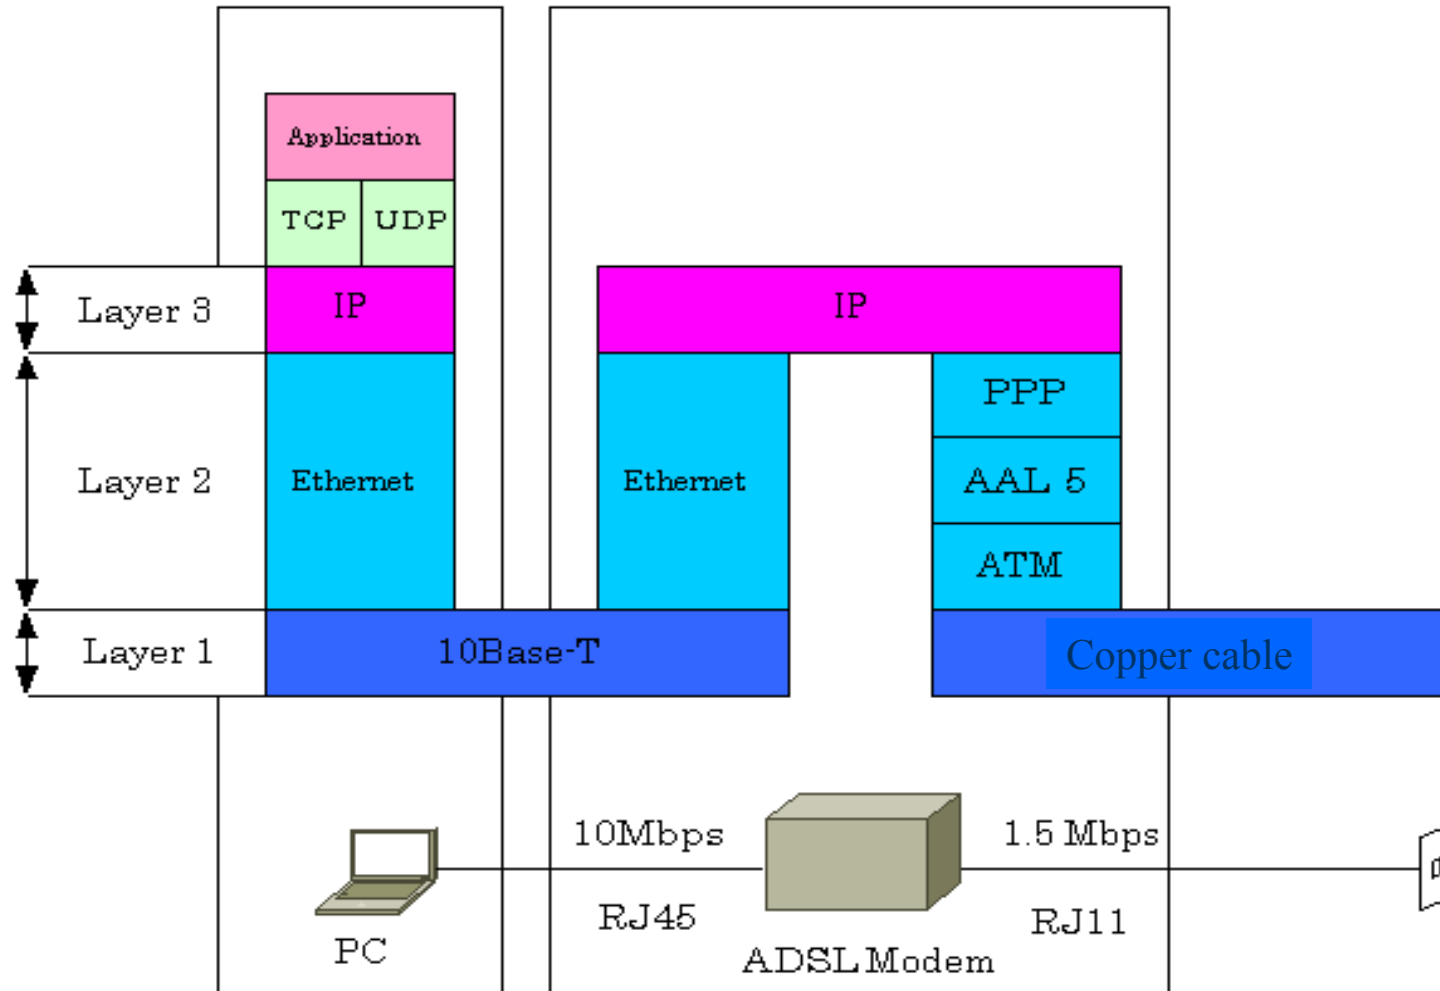 Application
TCP UDP
Layer 3 IP IP
PPP
Layer 2 Ethernet Ethernet AAL 5
ATM
Layer 1 10Base-T Copper cable
10Mbps 1.5 Mbps
RJ45 RJ11
PC ADSL Modem